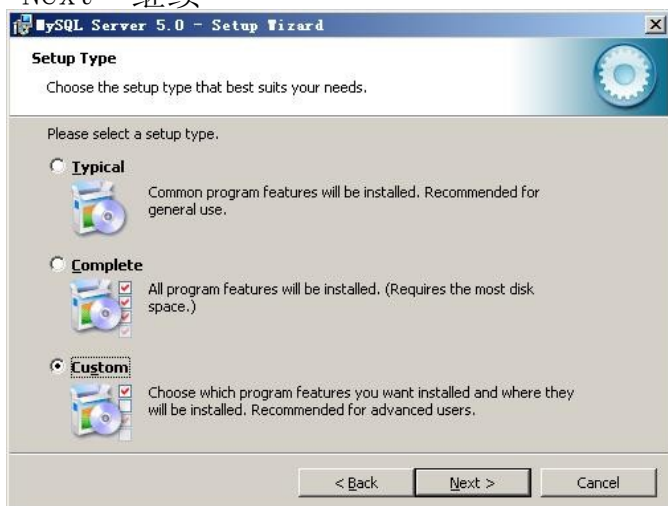 Next 继续
MySQL Server 5.0 - Setup Wizard
Setup Type
Choose the setup type that best suits your needs.
Please select a setup type.
Typical
Common program features will be installed. Recommended for
general use.
Complete
All program features will be installed. (Requires the most disk
space.)
Custom
Choose which program features you want installed and where they
will be installed. Recommended for advanced users.
< Back
Next >
Cancel